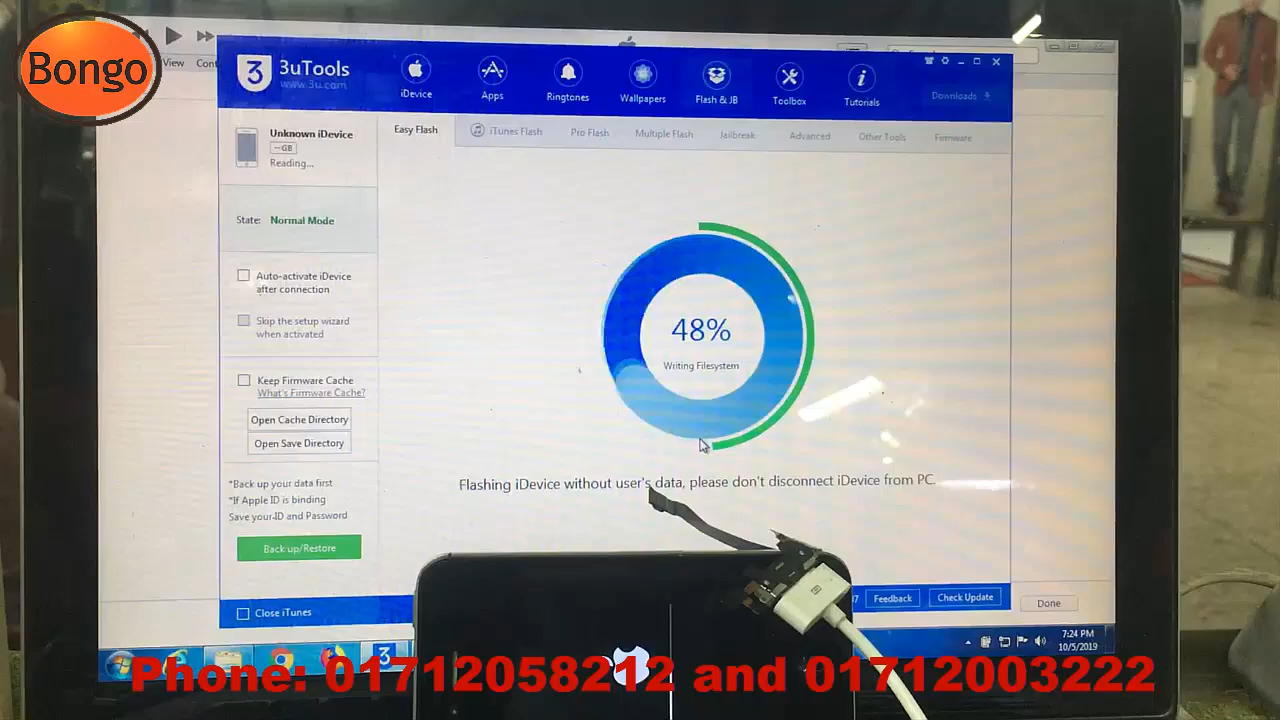 Bongo
View
3
3uTools
www.3u.com
iDevice
Apps
Ringtones
Wallpapers
Flash & JB
Toolbox
Tutorials
Downloads
Unknown iDevice
--GB
Reading...
Easy Flash
iTunes Flash
Pro Flash
Multiple Flash
Jailbreak
Advanced
Other Tools
Firmware
State: Normal Mode
Auto-activate iDevice
after connection
Skip the setup wizard
when activated
Keep Firmware Cache
What's Firmware Cache?
Open Cache Directory
Open Save Directory
*Back up your data first
*If Apple ID is binding
Save your ID and Password
Back up/Restore
Close iTunes
48%
Writing Filesystem
Flashing iDevice without user's data, please don't disconnect iDevice from PC.
Feedback
Check Update
Done
3
7:24 PM
10/5/2019
Phone: 01712058212 and 01712003222